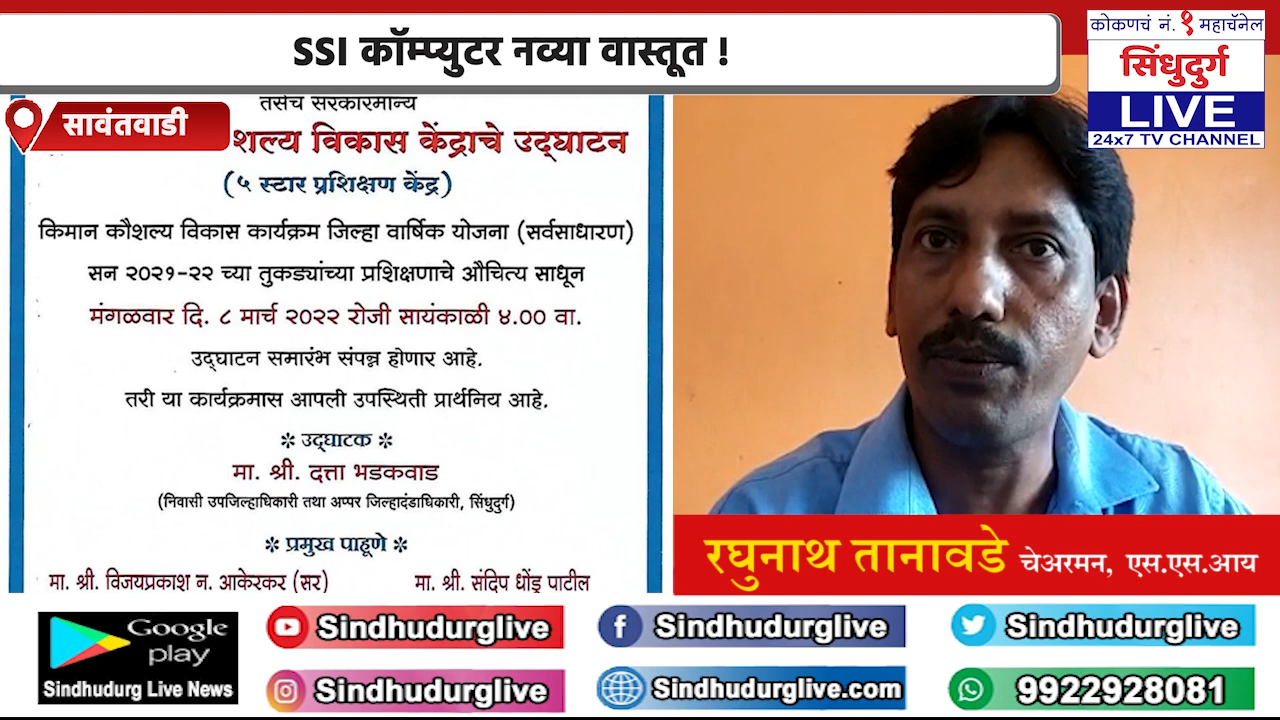 SSI कॉम्प्युटर नव्या वास्तूत !
कोकणचं नं. १ महाचॅनेल
सिंधुदुर्ग
LIVE
24x7 TV CHANNEL
सावंतवाडी
तसेच सरकारमान्य
शल्य विकास केंद्राचे उद्घाटन
(५ स्टार प्रशिक्षण केंद्र)
किमान कौशल्य विकास कार्यक्रम जिल्हा वार्षिक योजना (सर्वसाधारण)
सन २०२१-२२ च्या तुकड्यांच्या प्रशिक्षणाचे औचित्य साधून
मंगळवार दि. ८ मार्च २०२२ रोजी सायंकाळी ४.०० वा.
उद्घाटन समारंभ संपन्न होणार आहे.
तरी या कार्यक्रमास आपली उपस्थिती प्रार्थनिय आहे.
* उद्घाटक *
मा. श्री. दत्ता भडकवाड
(निवासी उपजिल्हाधिकारी तथा अप्पर जिल्हादंडाधिकारी, सिंधुदुर्ग)
* प्रमुख पाहूणे *
मा. श्री. विजयप्रकाश न. आकेरकर (सर) मा. श्री. संदिप धोंडू पाटील
रघुनाथ तानावडे चेअरमन, एस.एस.आय
Google play
Sindhudurg Live News
Sindhudurglive
Sindhudurglive
Sindhudurglive
Sindhudurglive
Sindhudurglive.com
9922928081